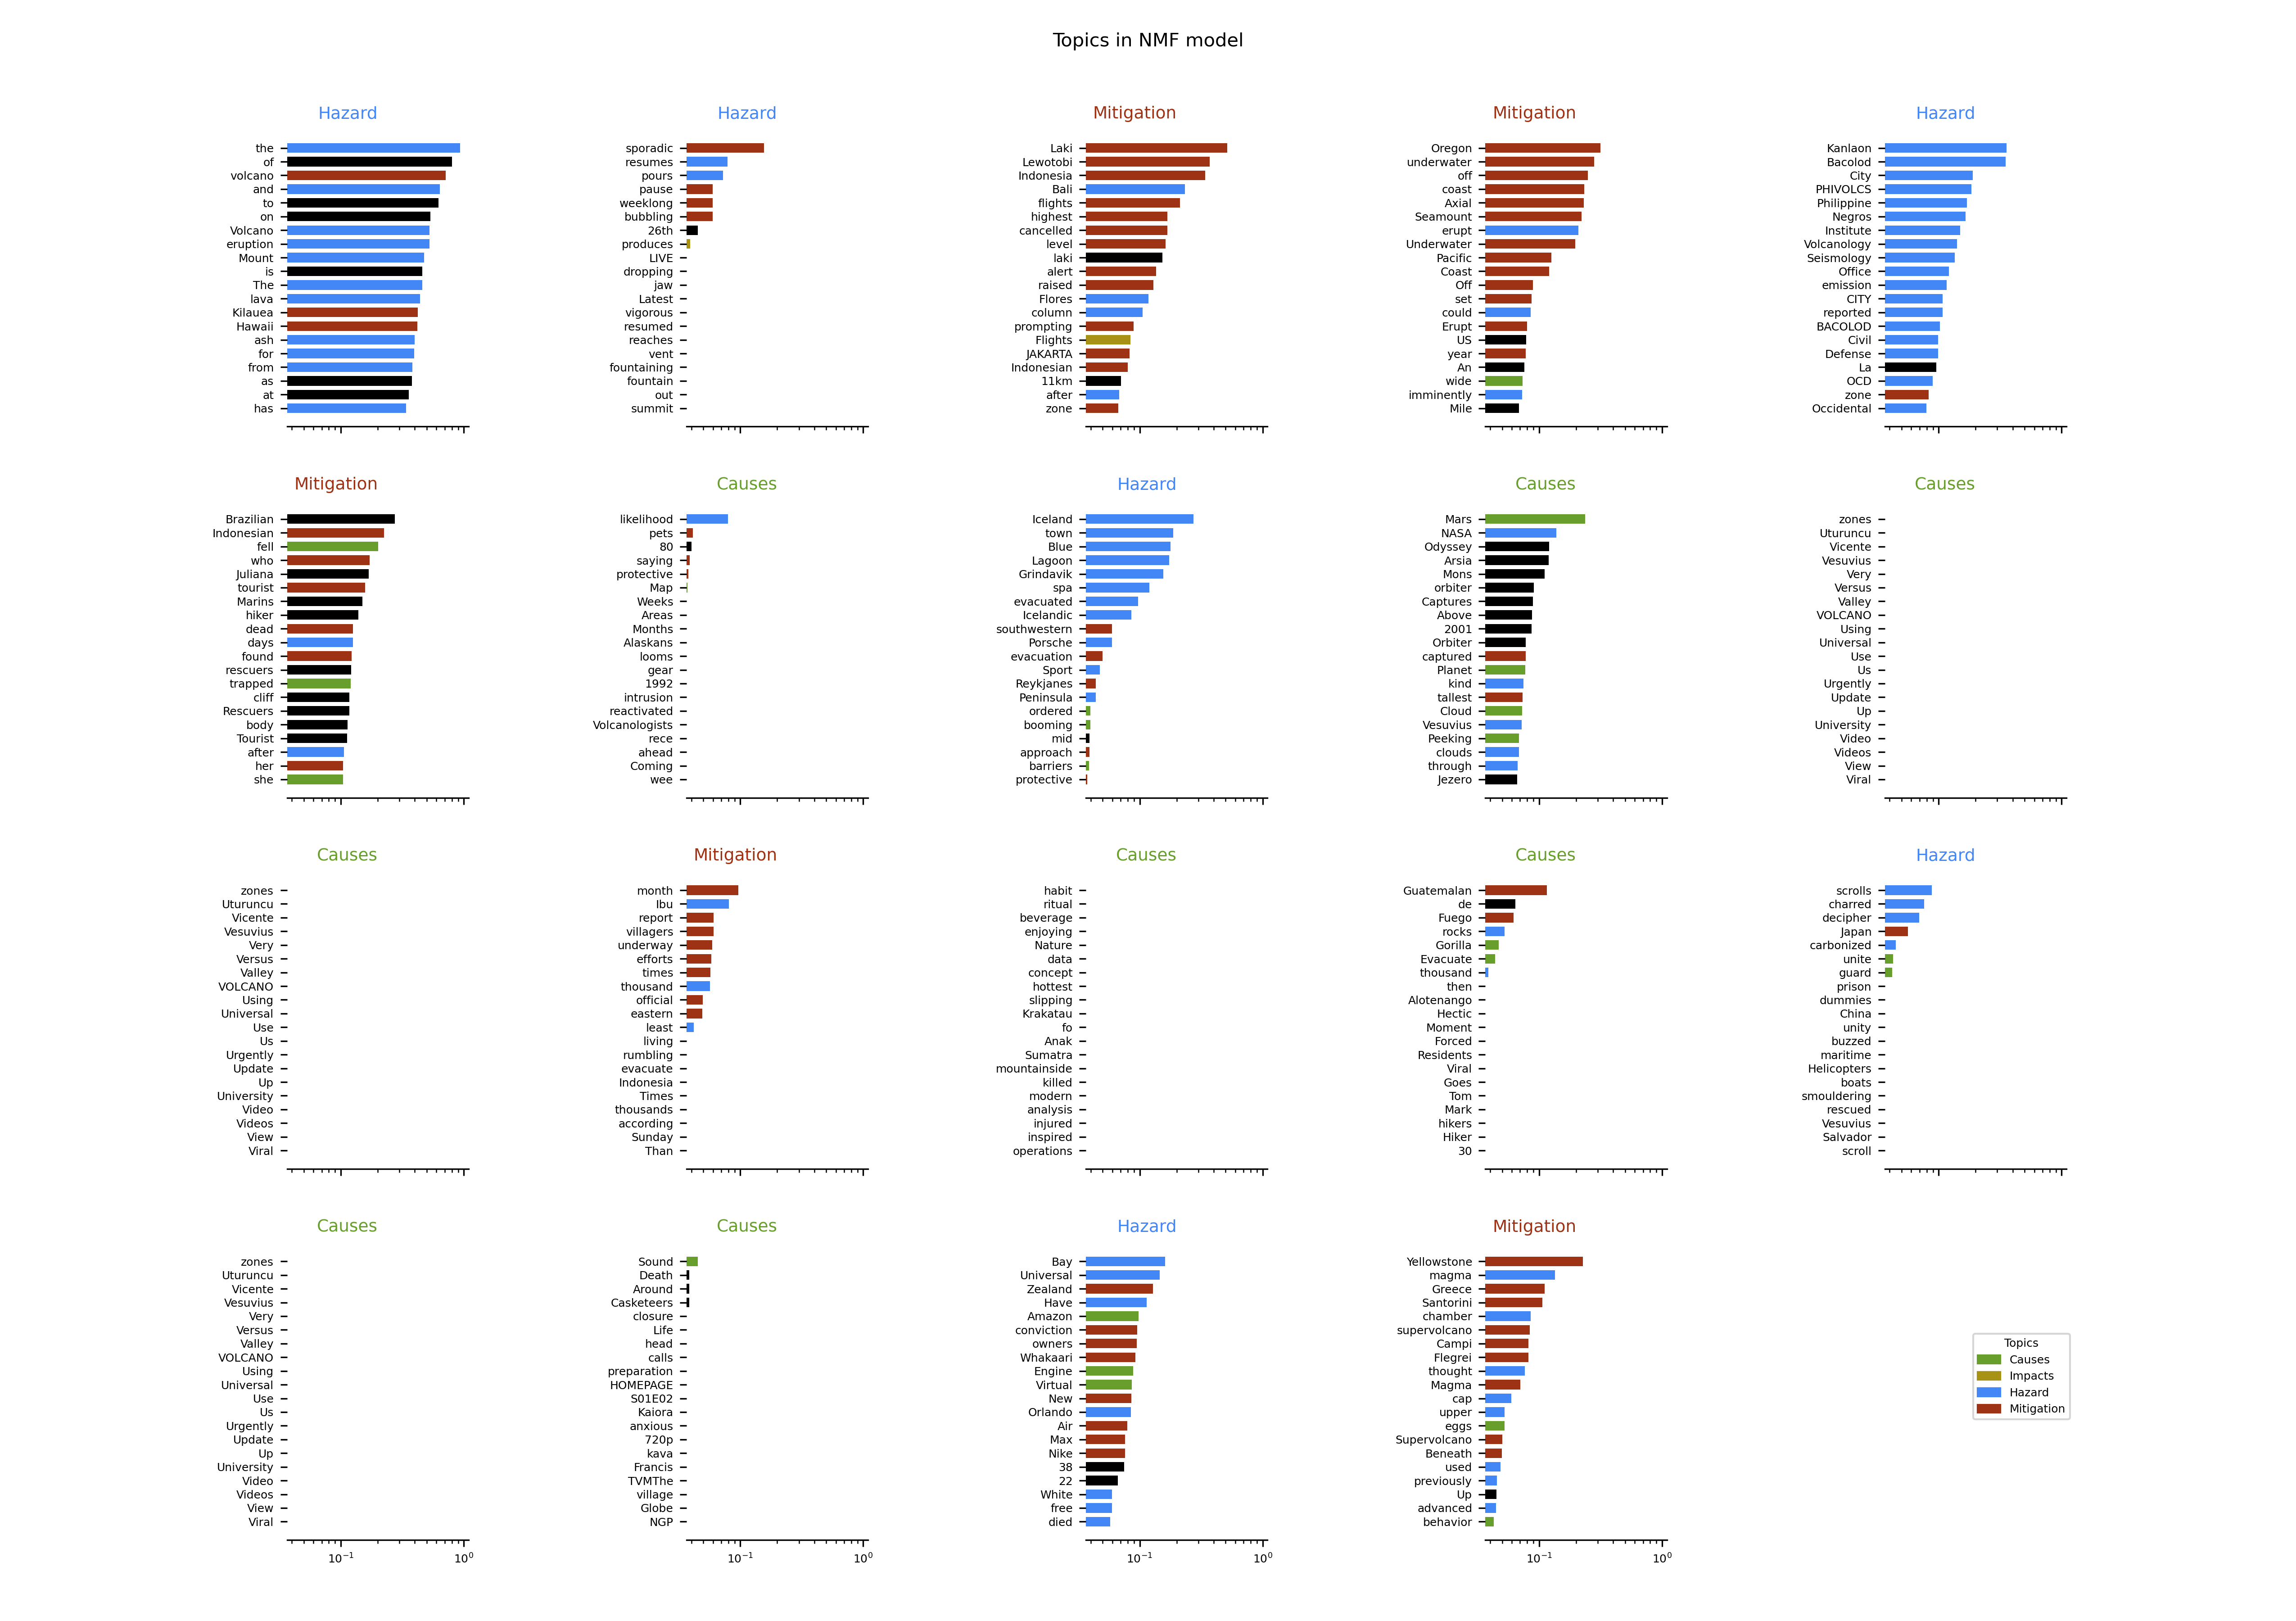 Topics in NMF model
Hazard
the
of
volcano
and
to
on
Volcano
eruption
Mount
is
The
lava
Kilauea
Hawaii
ash
for
from
as
at
has
Hazard
sporadic
resumes
pours
pause
weeklong
bubbling
26th
produces
LIVE
dropping
jaw
Latest
vigorous
resumed
reaches
vent
fountaining
fountain
out
summit
Mitigation
Laki
Lewotobi
Indonesia
Bali
flights
highest
cancelled
level
laki
alert
raised
Flores
column
prompting
Flights
JAKARTA
Indonesian
11km
after
zone
Mitigation
Oregon
underwater
off
coast
Axial
Seamount
erupt
Underwater
Pacific
Coast
Off
set
could
Erupt
US
year
An
wide
imminently
Mile
Hazard
Kanlaon
Bacolod
City
PHIVOLCS
Philippine
Negros
Institute
Volcanology
Seismology
Office
emission
CITY
reported
BACOLOD
Civil
Defense
La
OCD
zone
Occidental
Mitigation
Brazilian
Indonesian
fell
who
Juliana
tourist
Marins
hiker
dead
days
found
rescuers
trapped
cliff
Rescuers
body
Tourist
after
her
she
Causes
likelihood
pets
80
saying
protective
Map
Weeks
Areas
Months
Alaskans
looms
gear
1992
intrusion
reactivated
Volcanologists
rece
ahead
Coming
wee
Hazard
Iceland
town
Blue
Lagoon
Grindavik
spa
evacuated
Icelandic
southwestern
Porsche
evacuation
Sport
Reykjanes
Peninsula
ordered
booming
mid
approach
barriers
protective
Causes
Mars
NASA
Odyssey
Arsia
Mons
orbiter
Captures
Above
2001
Orbiter
captured
Planet
kind
tallest
Cloud
Vesuvius
Peeking
clouds
through
Jezero
Causes
zones
Uturuncu
Vicente
Vesuvius
Very
Versus
Valley
VOLCANO
Using
Universal
Use
Us
Urgently
Update
Up
University
Video
Videos
View
Viral
Causes
zones
Uturuncu
Vicente
Vesuvius
Very
Versus
Valley
VOLCANO
Using
Universal
Use
Us
Urgently
Update
Up
University
Video
Videos
View
Viral
Mitigation
month
Ibu
report
villagers
underway
efforts
times
thousand
official
eastern
least
living
rumbling
evacuate
Indonesia
Times
thousands
according
Sunday
Than
Causes
habit
ritual
beverage
enjoying
Nature
data
concept
hottest
slipping
Krakatau
fo
Anak
Sumatra
mountainside
killed
modern
analysis
injured
inspired
operations
Causes
Guatemalan
de
Fuego
rocks
Gorilla
Evacuate
thousand
then
Alotenango
Hectic
Moment
Forced
Residents
Viral
Goes
Tom
Mark
hikers
Hiker
30
Hazard
scrolls
charred
decipher
Japan
carbonized
unite
guard
prison
dummies
China
unity
buzzed
maritime
Helicopters
boats
smouldering
rescued
Vesuvius
Salvador
scroll
Causes
zones
Uturuncu
Vicente
Vesuvius
Very
Versus
Valley
VOLCANO
Using
Universal
Use
Us
Urgently
Update
Up
University
Video
Videos
View
Viral
10⁻¹ 10⁰
Causes
Sound
Death
Around
Casketeers
closure
Life
head
calls
preparation
HOMEPAGE
S01E02
Kaiora
anxious
720p
kava
Francis
TVMThe
village
Globe
NGP
10⁻¹ 10⁰
Hazard
Bay
Universal
Zealand
Have
Amazon
conviction
owners
Whakaari
Engine
Virtual
New
Orlando
Air
Max
Nike
38
22
White
free
died
10⁻¹ 10⁰
Mitigation
Yellowstone
magma
Greece
Santorini
chamber
supervolcano
Campi
Flegrei
thought
Magma
cap
upper
eggs
Supervolcano
Beneath
used
previously
Up
advanced
behavior
10⁻¹ 10⁰
Topics
Causes
Impacts
Hazard
Mitigation